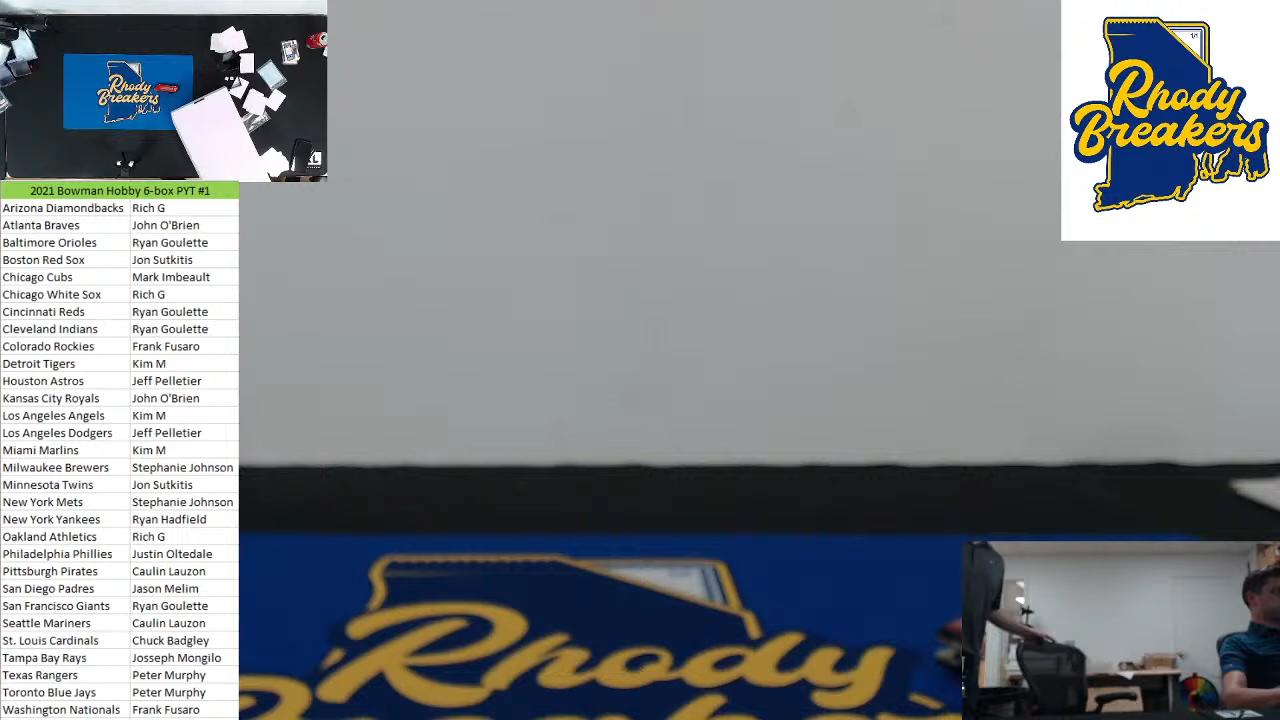 Rhody
Breakers
1/1
Rhody
Breakers
2021 Bowman Hobby 6-box PYT #1
Arizona Diamondbacks Rich G
Atlanta Braves John O'Brien
Baltimore Orioles Ryan Goulette
Boston Red Sox Jon Sutkitis
Chicago Cubs Mark Imbeault
Chicago White Sox Rich G
Cincinnati Reds Ryan Goulette
Cleveland Indians Ryan Goulette
Colorado Rockies Frank Fusaro
Detroit Tigers Kim M
Houston Astros Jeff Pelletier
Kansas City Royals John O'Brien
Los Angeles Angels Kim M
Los Angeles Dodgers Jeff Pelletier
Miami Marlins Kim M
Milwaukee Brewers Stephanie Johnson
Minnesota Twins Jon Sutkitis
New York Mets Stephanie Johnson
New York Yankees Ryan Hadfield
Oakland Athletics Rich G
Philadelphia Phillies Justin Oltedale
Pittsburgh Pirates Caulin Lauzon
San Diego Padres Jason Melim
San Francisco Giants Ryan Goulette
Seattle Mariners Caulin Lauzon
St. Louis Cardinals Chuck Badgley
Tampa Bay Rays Josseph Mongilo
Texas Rangers Peter Murphy
Toronto Blue Jays Peter Murphy
Washington Nationals Frank Fusaro
Rhody
Breakers